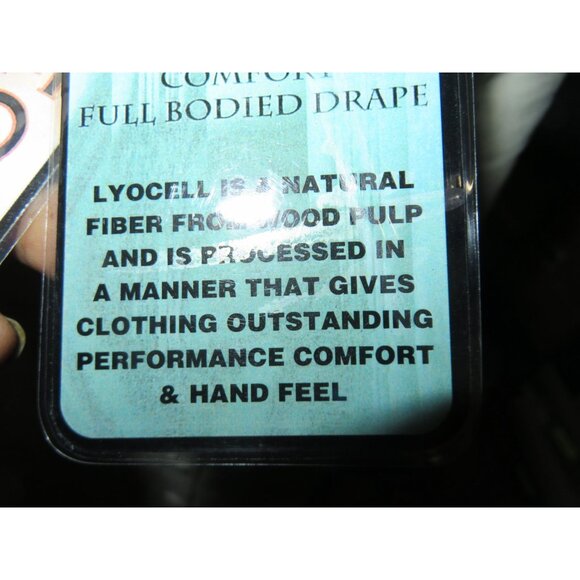 COMFORT
FULL BODIED DRAPE
LYOCELL IS A NATURAL
FIBER FROM WOOD PULP
AND IS PROCESSED IN
A MANNER THAT GIVES
CLOTHING OUTSTANDING
PERFORMANCE COMFORT
& HAND FEEL